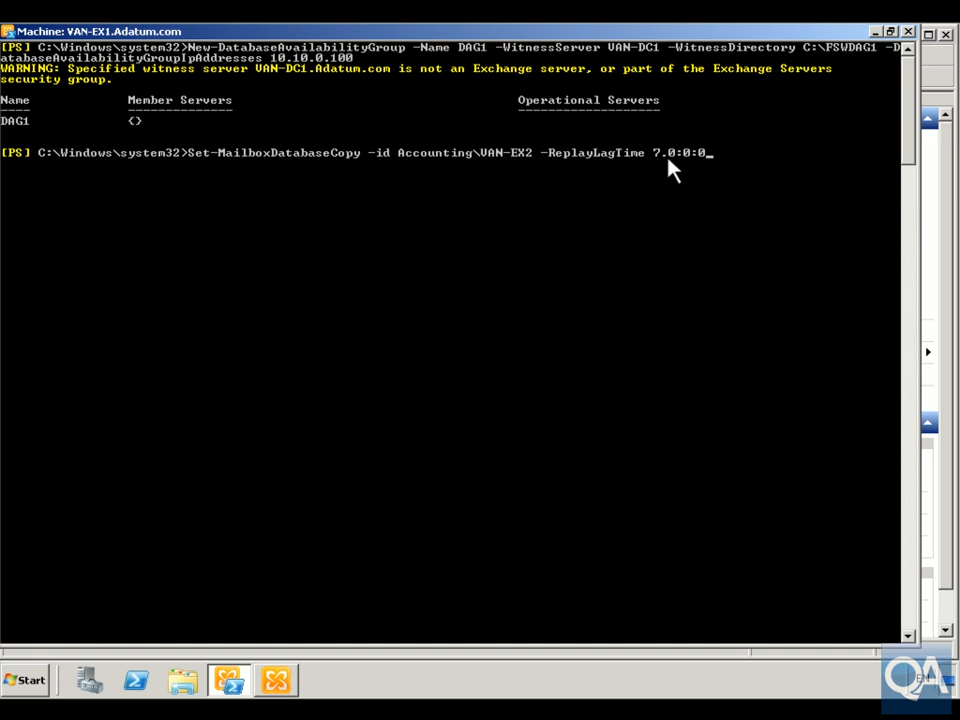 Machine: VAN-EX1.Adatum.com
[PS] C:\Windows\system32>New-DatabaseAvailabilityGroup -Name DAG1 -WitnessServer VAN-DC1 -WitnessDirectory C:\FSWDAG1 -D
atabaseAvailabilityGroupIpAddresses 10.10.0.100
WARNING: Specified witness server VAN-DC1.Adatum.com is not an Exchange server, or part of the Exchange Servers
security group.
Name Member Servers Operational Servers
---- -------------- -------------------
DAG1 {}
[PS] C:\Windows\system32>Set-MailboxDatabaseCopy -id Accounting\VAN-EX2 -ReplayLagTime 7.0:0:0_
Start
QA
EN